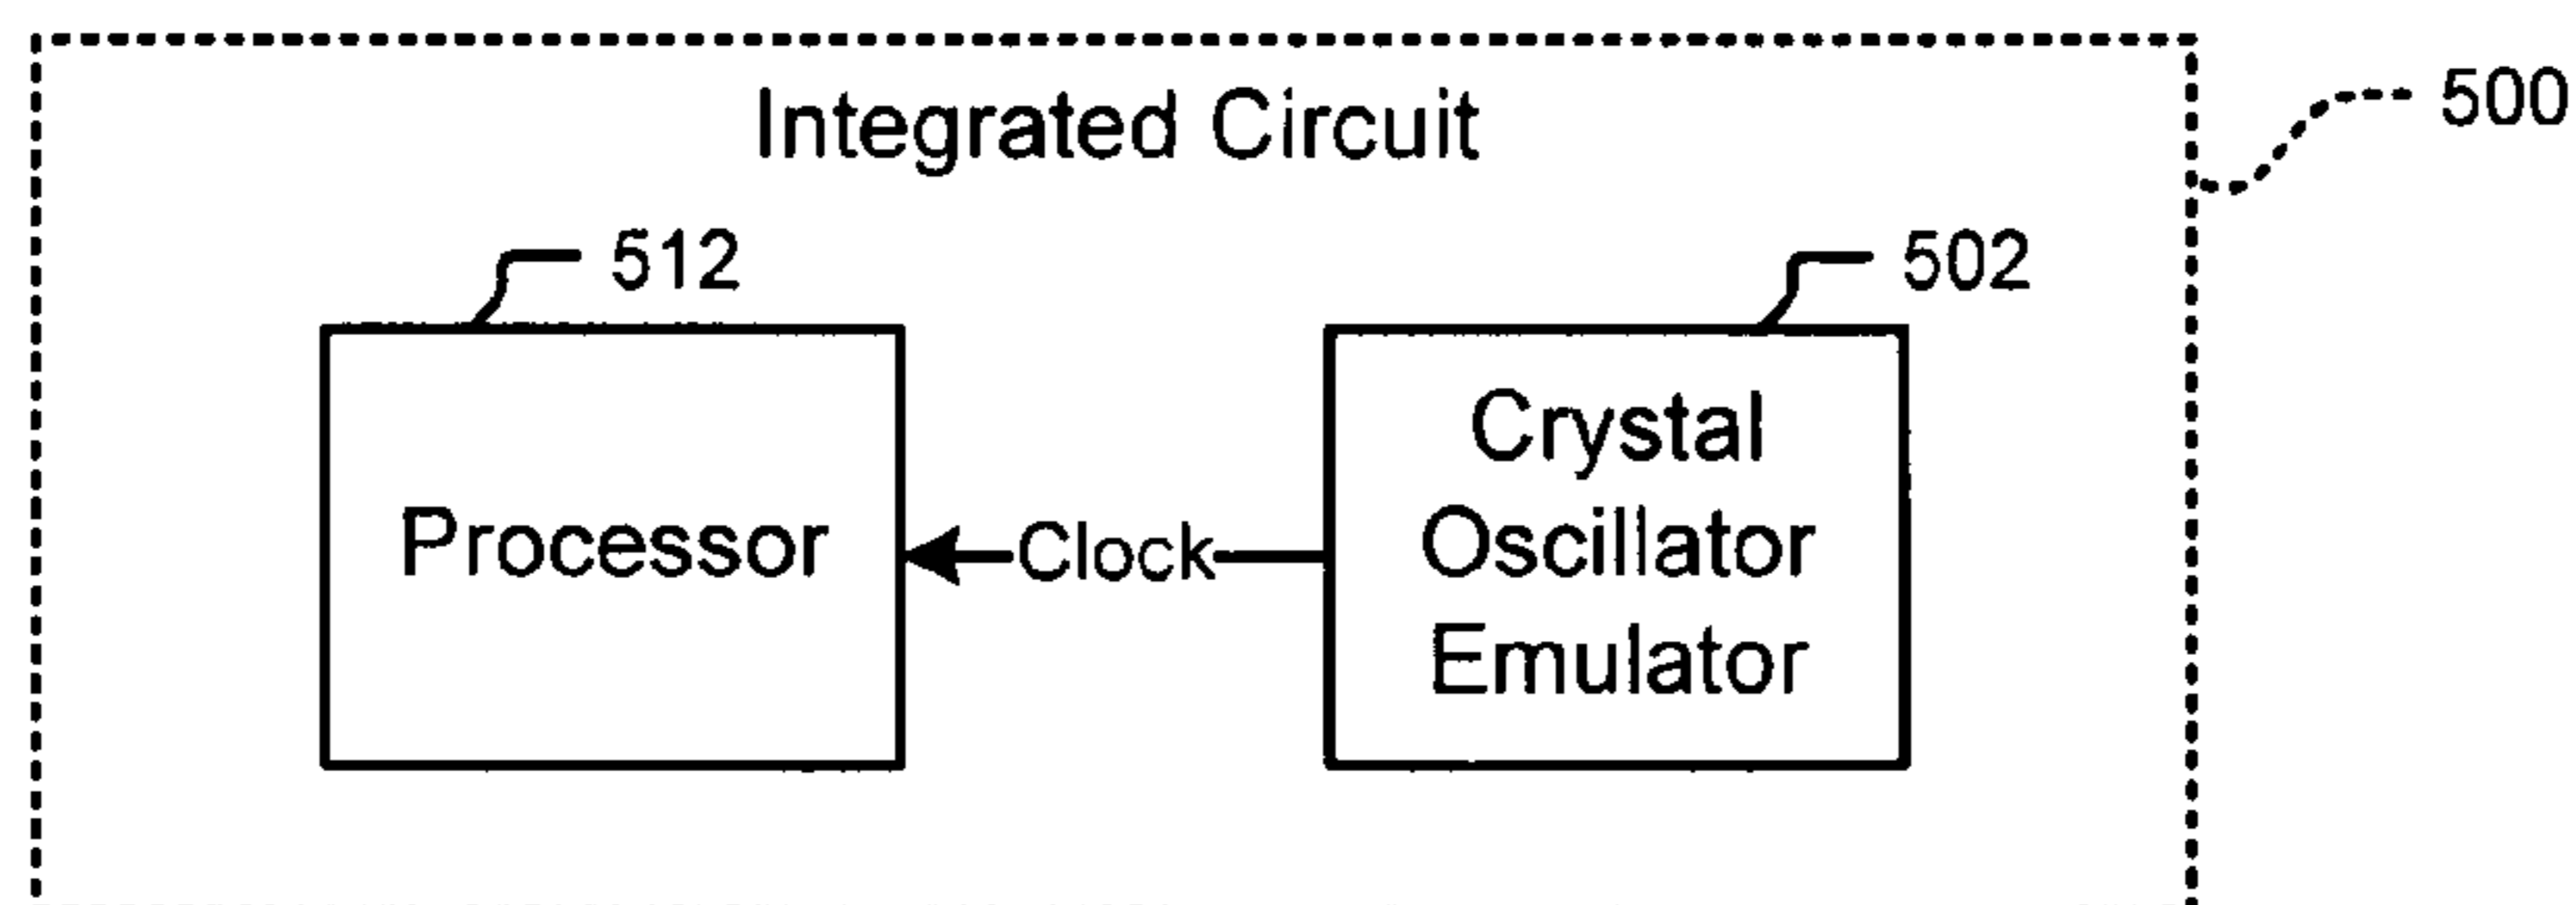 Integrated Circuit
500
512
502
Processor
Clock
Crystal
Oscillator
Emulator